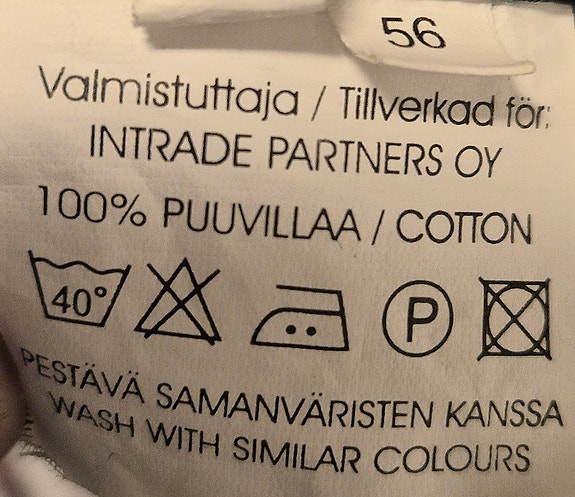 56
Valmistuttaja / Tillverkad för:
INTRADE PARTNERS OY
100% PUUVILLAA / COTTON
40° P
PESTÄVÄ SAMANVÄRISTEN KANSSA
WASH WITH SIMILAR COLOURS